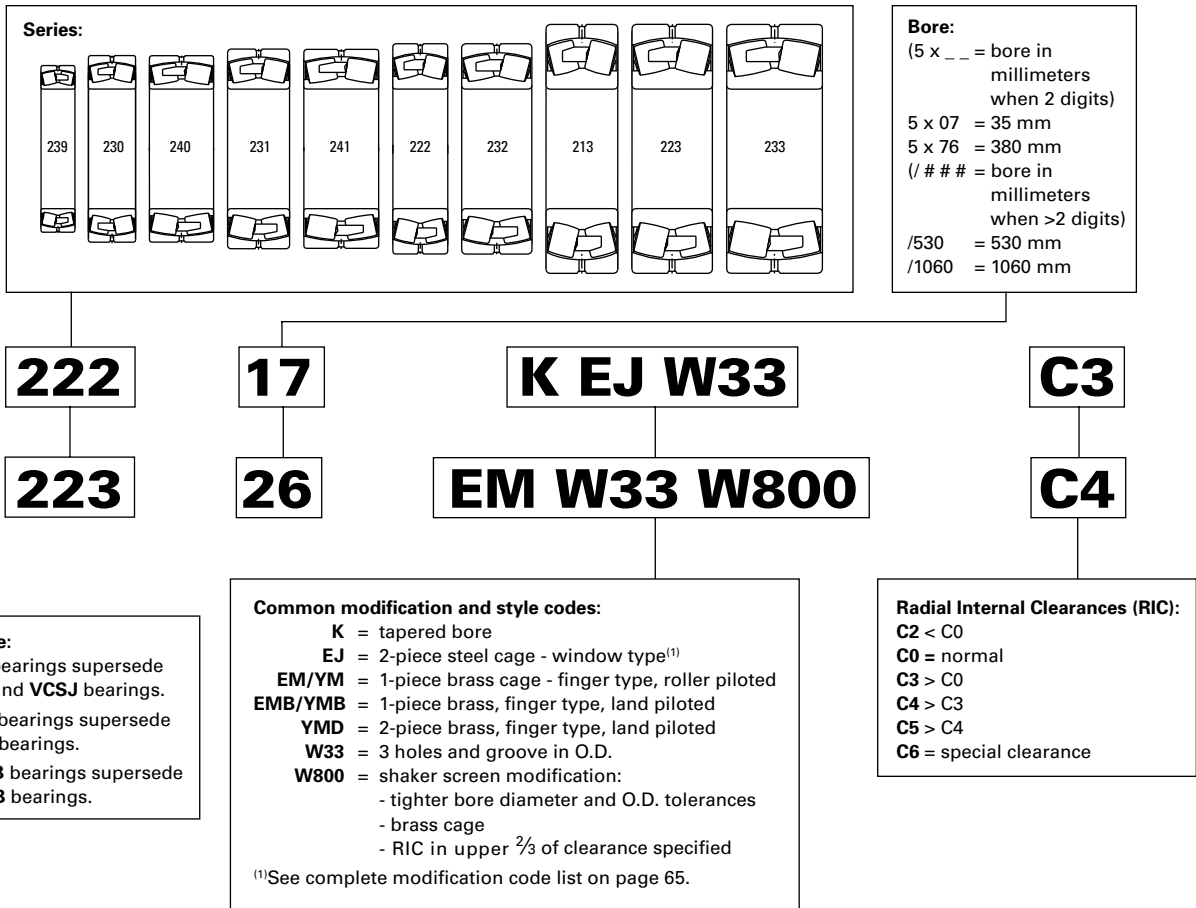 Series:
239 230 240 231 241 222 232 213 223 233
Bore:
(5 x _ _ = bore in
millimeters
when 2 digits)
5 x 07 = 35 mm
5 x 76 = 380 mm
(/ # # # = bore in
millimeters
when >2 digits)
/530 = 530 mm
/1060 = 1060 mm
222 17 K EJ W33 C3
223 26 EM W33 W800 C4
bearings supersede
VCSJ bearings.
bearings supersede
bearings.
bearings supersede
bearings.
Common modification and style codes:
K = tapered bore
EJ = 2-piece steel cage - window type(1)
EM/YM = 1-piece brass cage - finger type, roller piloted
EMB/YMB = 1-piece brass, finger type, land piloted
YMD = 2-piece brass, finger type, land piloted
W33 = 3 holes and groove in O.D.
W800 = shaker screen modification:
- tighter bore diameter and O.D. tolerances
- brass cage
- RIC in upper 2/3 of clearance specified
(1)See complete modification code list on page 65.
Radial Internal Clearances (RIC):
C2 < C0
C0 = normal
C3 > C0
C4 > C3
C5 > C4
C6 = special clearance